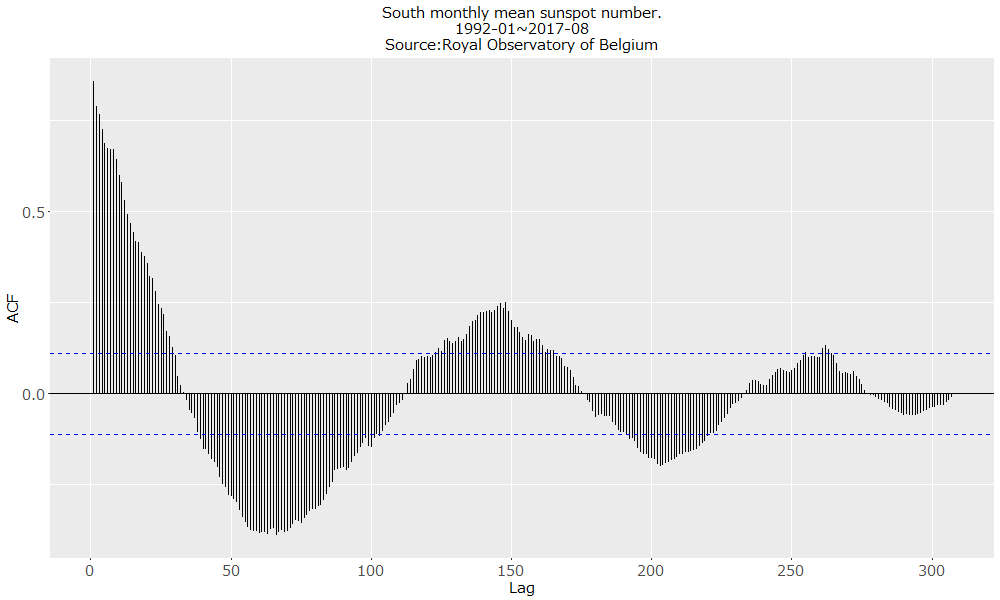 South monthly mean sunspot number.
1992-01~2017-08
Source:Royal Observatory of Belgium
ACF
0.5
0.0
0 50 100 150 200 250 300
Lag